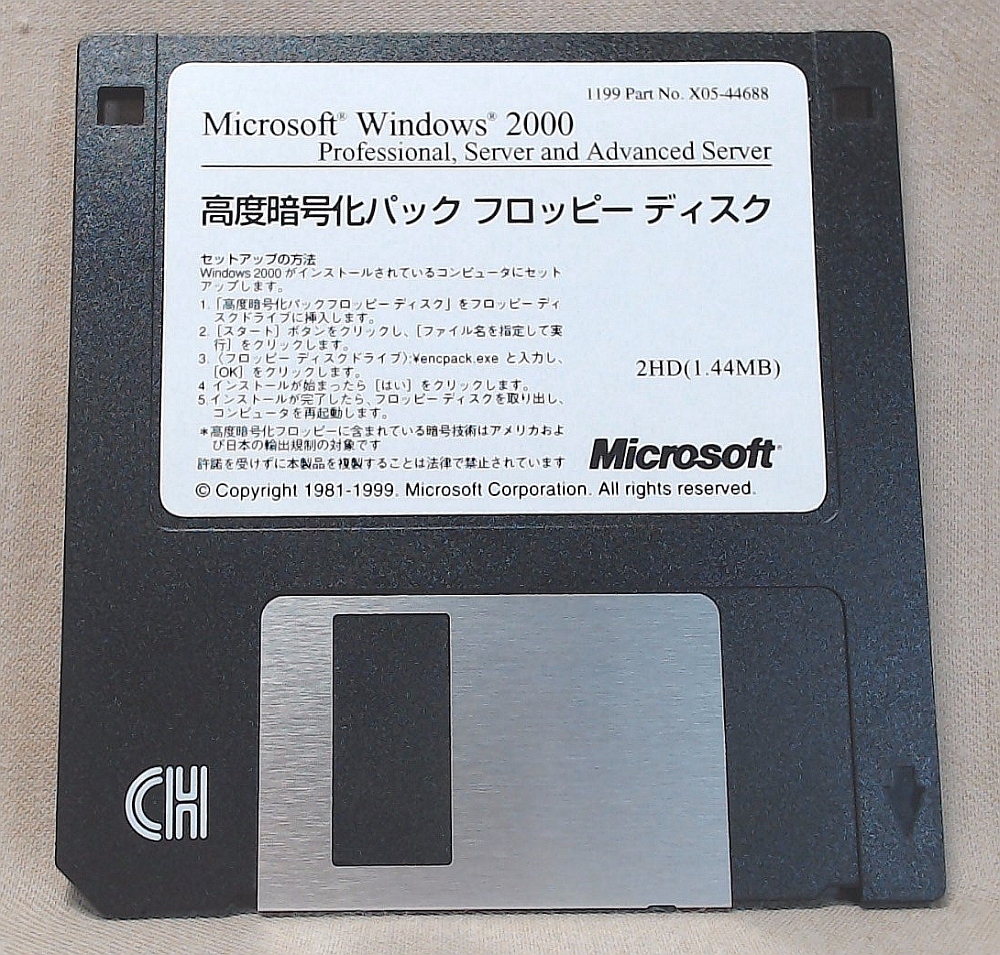 1199 Part No. X05-44688
Microsoft® Windows® 2000
Professional, Server and Advanced Server
高度暗号化パック フロッピー ディスク
セットアップの方法
Windows 2000 がインストールされているコンピュータにセット
アップします。
1.「高度暗号化パックフロッピー ディスク」をフロッピー ディ
スクドライブに挿入します。
2.［スタート］ボタンをクリックし、［ファイル名を指定して実
行］をクリックします。
3.（フロッピー ディスクドライブ）:¥encpack.exe と入力し、
［OK］をクリックします。
4 インストールが始まったら［はい］をクリックします。
5.インストールが完了したら、フロッピー ディスクを取り出し、
コンピュータを再起動します。
2HD(1.44MB)
＊高度暗号化フロッピーに含まれている暗号技術はアメリカおよ
び日本の輸出規制の対象です
許諾を受けずに本製品を複製することは法律で禁止されています
Microsoft®
© Copyright 1981-1999. Microsoft Corporation. All rights reserved.
CH